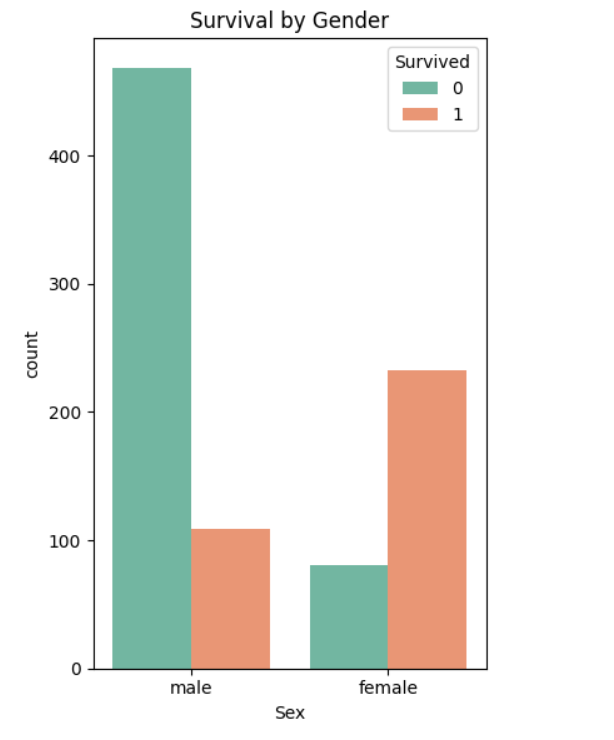 Survival by Gender
Survived
0
1
400
300
200
100
0
count
male female
Sex